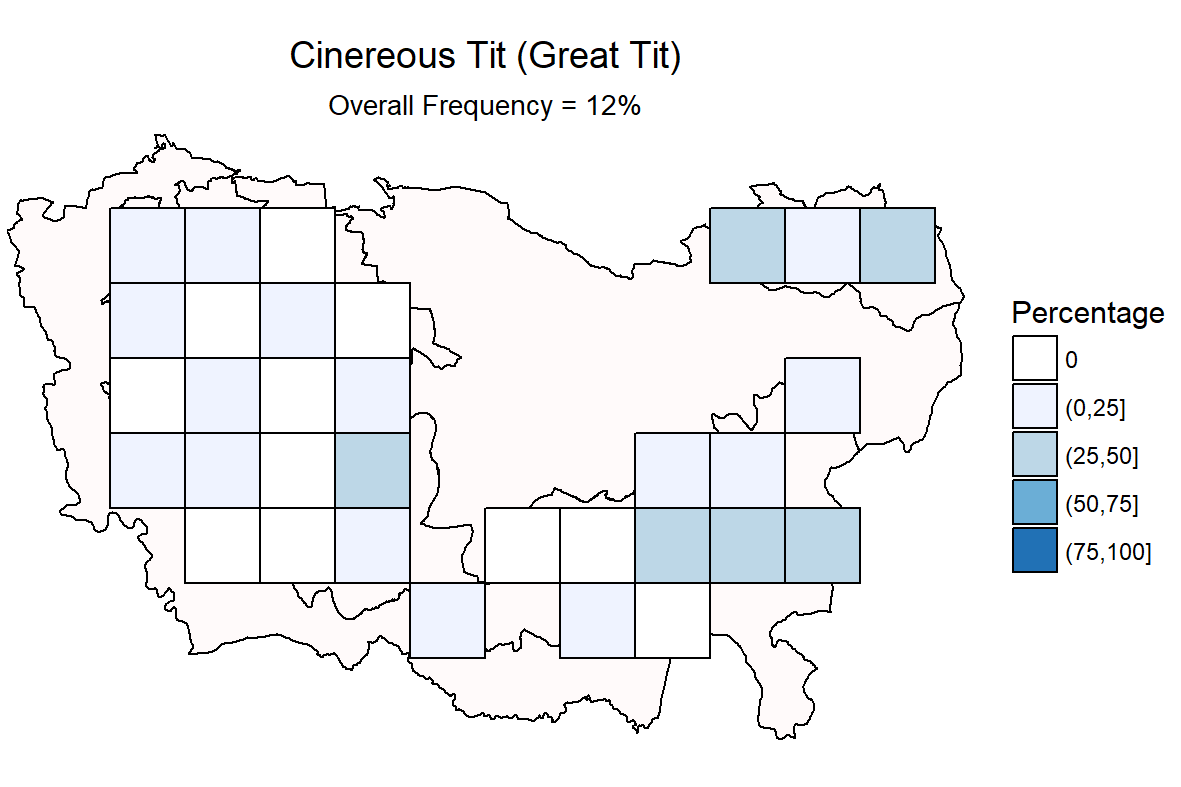 Cinereous Tit (Great Tit)
Overall Frequency = 12%
Percentage
0
(0,25]
(25,50]
(50,75]
(75,100]